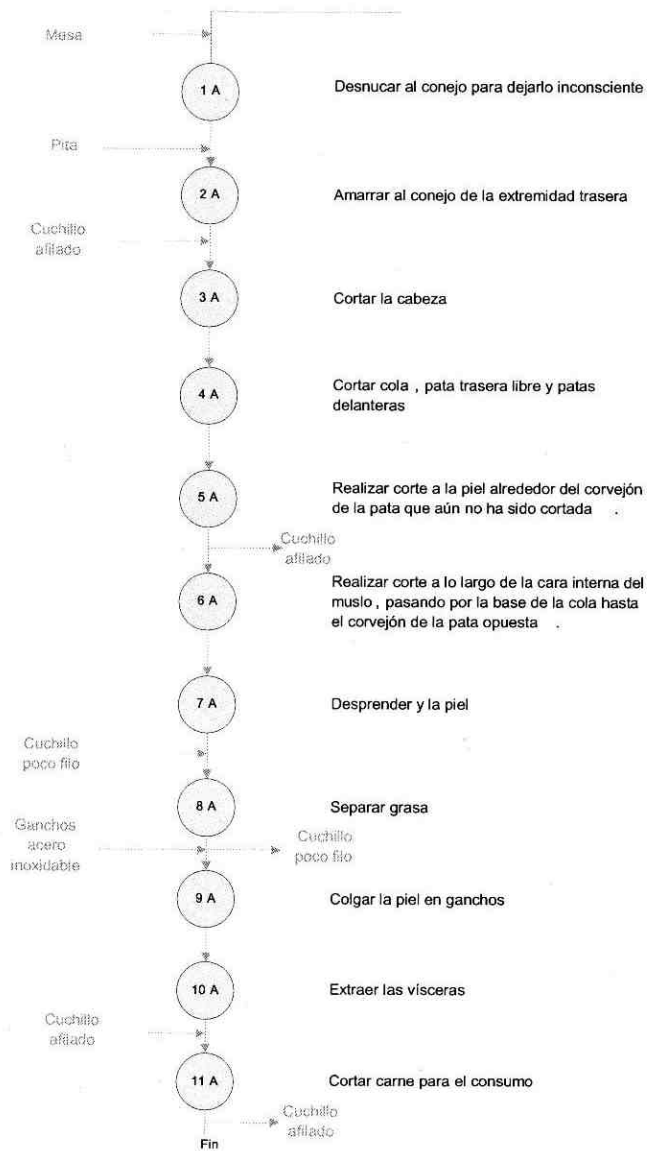 Mesa
1 A
Desnucar al conejo para dejarlo inconsciente
Pita
2 A
Amarrar al conejo de la extremidad trasera
Cuchillo
afilado
3 A
Cortar la cabeza
4 A
Cortar cola , pata trasera libre y patas
delanteras
5 A
Realizar corte a la piel alrededor del corvejón
de la pata que aún no ha sido cortada .
Cuchillo
afilado
6 A
Realizar corte a lo largo de la cara interna del
muslo , pasando por la base de la cola hasta
el corvejón de la pata opuesta .
7 A
Desprender y la piel
Cuchillo
poco filo
8 A
Separar grasa
Ganchos
acero
inoxidable
Cuchillo
poco filo
9 A
Colgar la piel en ganchos
10 A
Extraer las vísceras
Cuchillo
afilado
11 A
Cortar carne para el consumo
Cuchillo
afilado
Fin